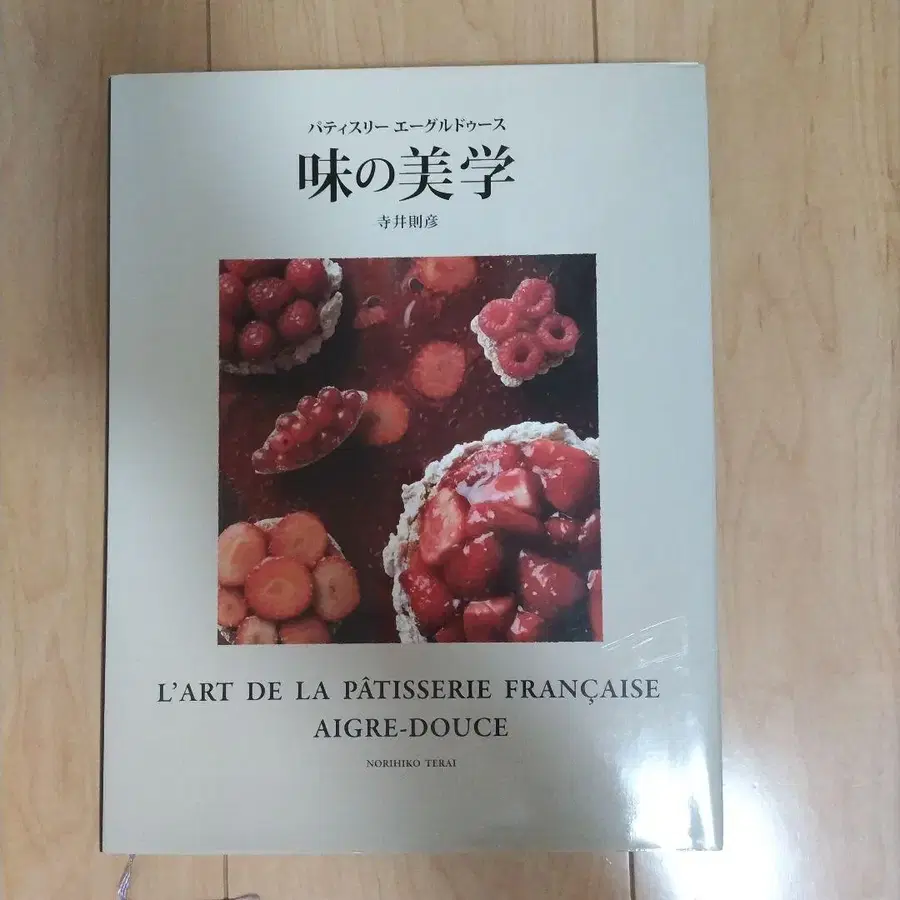 パティスリー エーグルドゥース
味の美学
寺井則彦
L'ART DE LA PÂTISSERIE FRANÇAISE
AIGRE-DOUCE
NORIHIKO TERAI